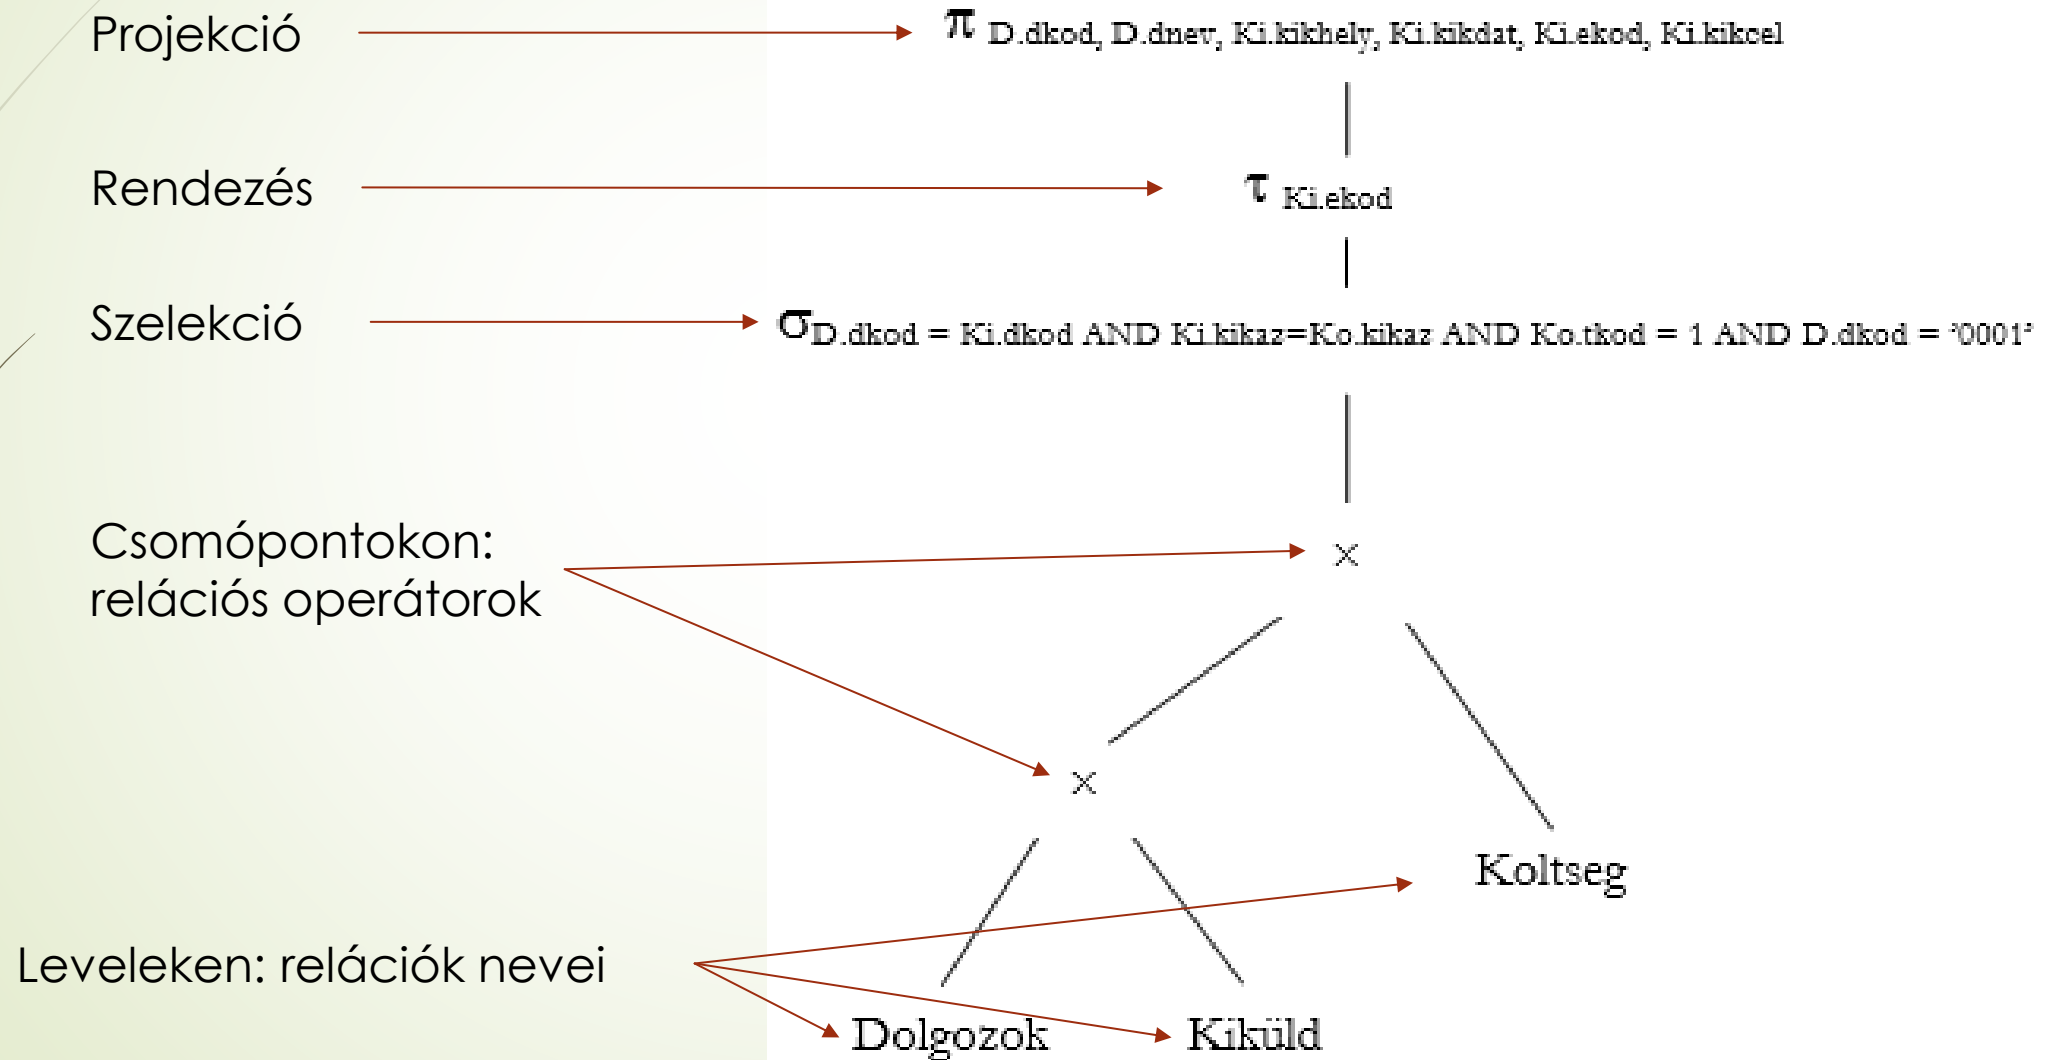 Projekció
π D.dkod, D.dnev, Ki.kikhely, Ki.kikdat, Ki.ekod, Ki.kikcel
Rendezés
τ Ki.ekod
Szelekció
σD.dkod = Ki.dkod AND Ki.kikaz=Ko.kikaz AND Ko.tkod = 1 AND D.dkod = ’0001’
Csomópontokon:
relációs operátorok
×
×
Koltseg
Leveleken: relációk nevei
Dolgozok
Kiküld